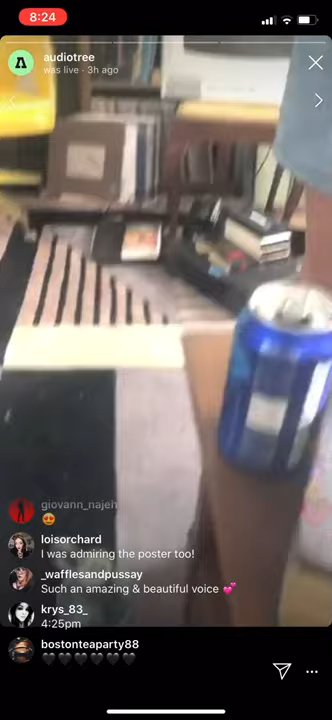 8:24
audiotree
was live · 3h ago
giovann_najeh
😍
loisorchard
I was admiring the poster too!
_wafflesandpussay
Such an amazing & beautiful voice 💕
krys_83_
4:25pm
bostonteaparty88
🖤🖤🖤🖤🖤🖤